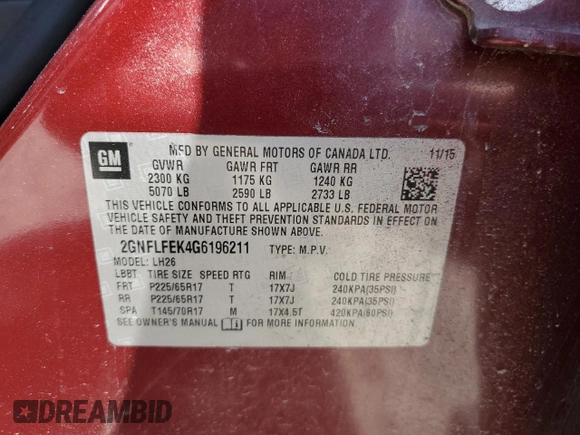 GM
MFD BY GENERAL MOTORS OF CANADA LTD. 11/15
GVWR GAWR FRT GAWR RR
2300 KG 1175 KG 1240 KG
5070 LB 2590 LB 2733 LB
THIS VEHICLE CONFORMS TO ALL APPLICABLE U.S. FEDERAL MOTOR
VEHICLE SAFETY AND THEFT PREVENTION STANDARDS IN EFFECT ON
THE DATE OF MANUFACTURE SHOWN ABOVE.
2GNFLFEK4G6196211 TYPE: M.P.V.
MODEL: LH26
LBBT TIRE SIZE SPEED RTG RIM COLD TIRE PRESSURE
FRT P225/65R17 T 17X7J 240KPA(35PSI)
RR P225/65R17 T 17X7J 240KPA(35PSI)
SPA T145/70R17 M 17X4.5T 420KPA(60PSI)
SEE OWNER'S MANUAL FOR MORE INFORMATION
DREAMBID